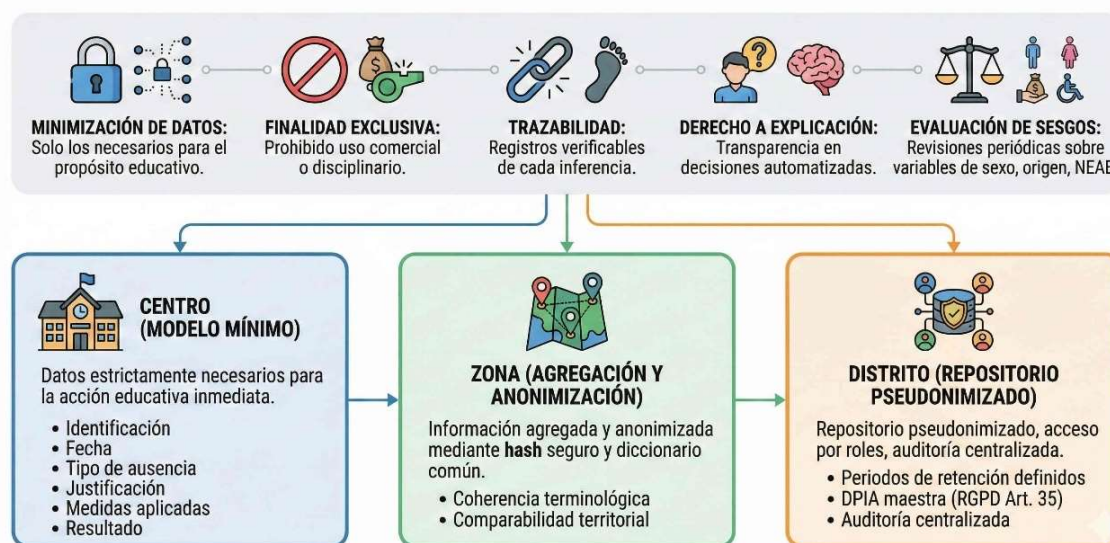 MINIMIZACIÓN DE DATOS:
Solo los necesarios para el
propósito educativo.
FINALIDAD EXCLUSIVA:
Prohibido uso comercial
o disciplinario.
TRAZABILIDAD:
Registros verificables
de cada inferencia.
DERECHO A EXPLICACIÓN:
Transparencia en
decisiones automatizadas.
EVALUACIÓN DE SESGOS:
Revisiones periódicas sobre
variables de sexo, origen, NEAE
CENTRO
(MODELO MÍNIMO)
Datos estrictamente necesarios para
la acción educativa inmediata.
• Identificación
• Fecha
• Tipo de ausencia
• Justificación
• Medidas aplicadas
• Resultado
ZONA (AGREGACIÓN Y
ANONIMIZACIÓN)
Información agregada y anonimizada
mediante hash seguro y diccionario
común.
• Coherencia terminológica
• Comparabilidad territorial
DISTRITO (REPOSITORIO
PSEUDONIMIZADO)
Repositorio pseudonimizado, acceso
por roles, auditoría centralizada.
• Periodos de retención definidos
• DPIA maestra (RGPD Art. 35)
• Auditoría centralizada